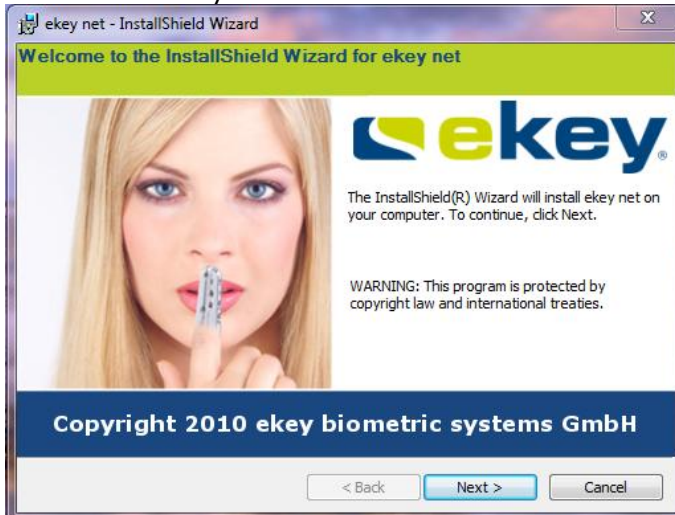 ekey net - InstallShield Wizard
Welcome to the InstallShield Wizard for ekey net
ekey®
The InstallShield(R) Wizard will install ekey net on
your computer. To continue, click Next.
WARNING: This program is protected by
copyright law and international treaties.
Copyright 2010 ekey biometric systems GmbH
< Back
Next >
Cancel